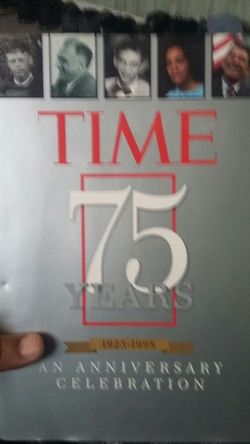 TIME
75
YEARS
1923-1998
AN ANNIVERSARY
CELEBRATION